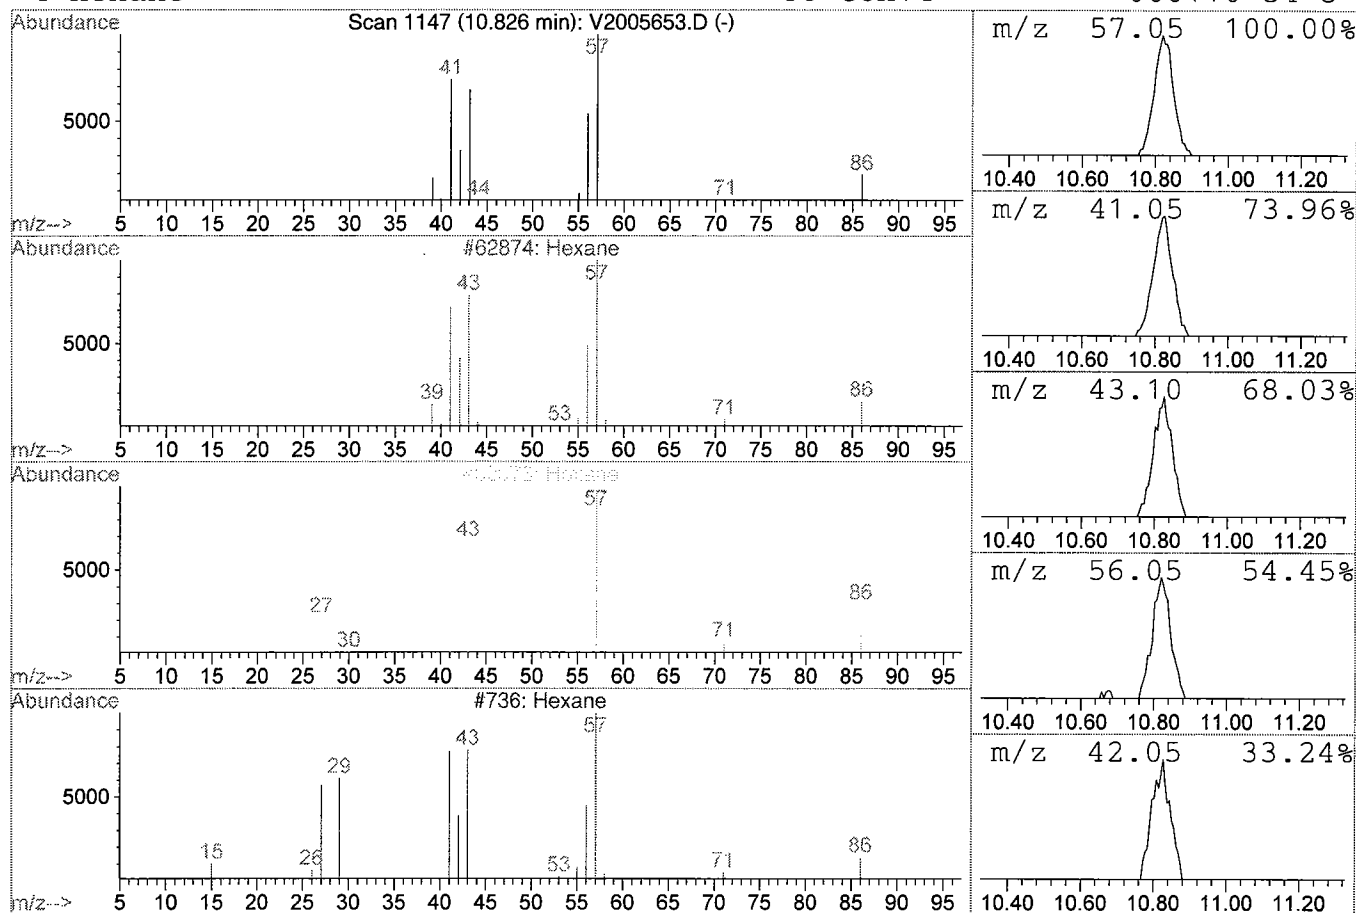 Abundance
Scan 1147 (10.826 min): V2005653.D (-)
57
41
5000
86
44
71
5 10 15 20 25 30 35 40 45 50 55 60 65 70 75 80 85 90 95
m/z-->
Abundance
#62874: Hexane
57
43
5000
39
53
71
86
5 10 15 20 25 30 35 40 45 50 55 60 65 70 75 80 85 90 95
m/z-->
Abundance
57
43
5000
27
86
30
71
5 10 15 20 25 30 35 40 45 50 55 60 65 70 75 80 85 90 95
m/z-->
Abundance
#736: Hexane
57
43
29
5000
15
26
53
71
86
5 10 15 20 25 30 35 40 45 50 55 60 65 70 75 80 85 90 95
m/z-->
m/z 57.05 100.00%
10.40 10.60 10.80 11.00 11.20
m/z 41.05 73.96%
10.40 10.60 10.80 11.00 11.20
m/z 43.10 68.03%
10.40 10.60 10.80 11.00 11.20
m/z 56.05 54.45%
10.40 10.60 10.80 11.00 11.20
m/z 42.05 33.24%
10.40 10.60 10.80 11.00 11.20